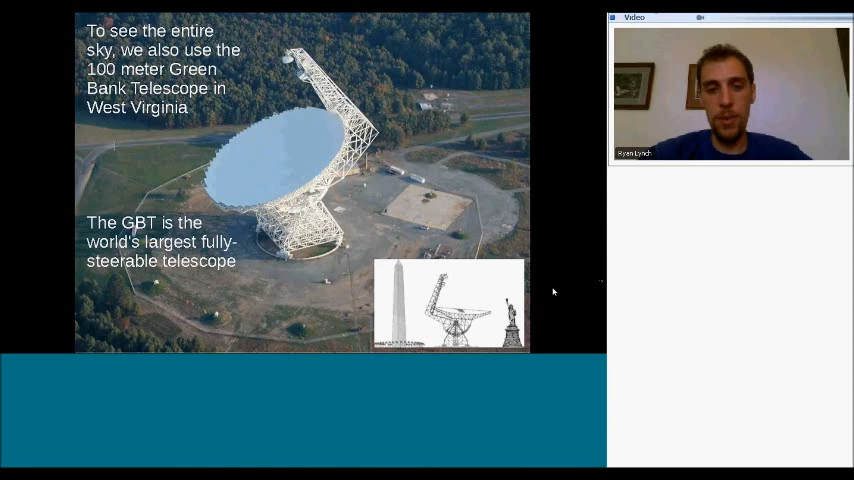 To see the entire
sky, we also use the
100 meter Green
Bank Telescope in
West Virginia
The GBT is the
world's largest fully-
steerable telescope
Video
Ryan Lynch